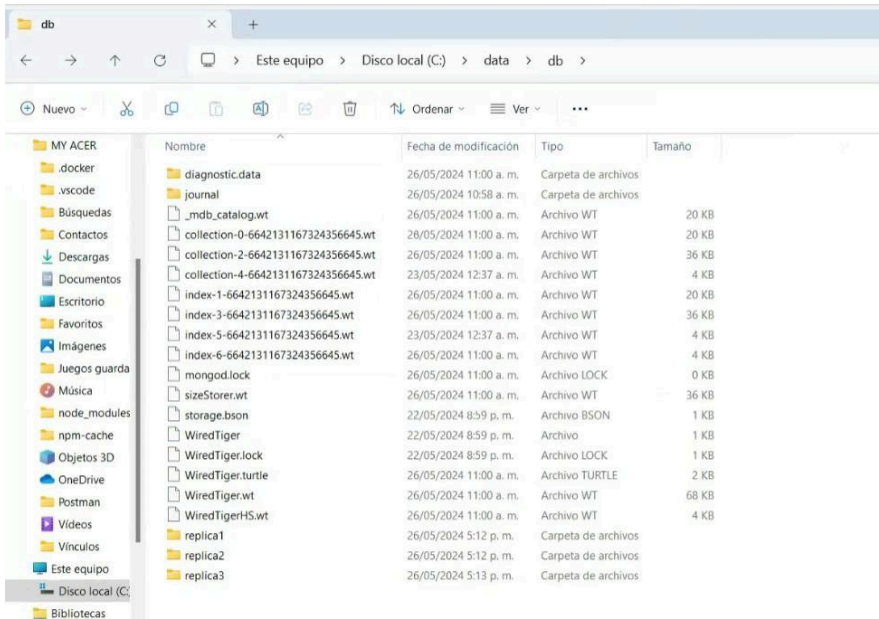 db
Este equipo > Disco local (C:) > data > db >
Nuevo
Ordenar
Ver
MY ACER
.docker
.vscode
Búsquedas
Contactos
Descargas
Documentos
Escritorio
Favoritos
Imágenes
Juegos guarda
Música
node_modules
npm-cache
Objetos 3D
OneDrive
Postman
Vídeos
Vínculos
Este equipo
Disco local (C:
Bibliotecas
Nombre Fecha de modificación Tipo Tamaño
diagnostic.data 26/05/2024 11:00 a. m. Carpeta de archivos
journal 26/05/2024 10:58 a. m. Carpeta de archivos
_mdb_catalog.wt 26/05/2024 11:00 a. m. Archivo WT 20 KB
collection-0-6642131167324356645.wt 26/05/2024 11:00 a. m. Archivo WT 20 KB
collection-2-6642131167324356645.wt 26/05/2024 11:00 a. m. Archivo WT 36 KB
collection-4-6642131167324356645.wt 23/05/2024 12:37 a. m. Archivo WT 4 KB
index-1-6642131167324356645.wt 26/05/2024 11:00 a. m. Archivo WT 20 KB
index-3-6642131167324356645.wt 26/05/2024 11:00 a. m. Archivo WT 36 KB
index-5-6642131167324356645.wt 23/05/2024 12:37 a. m. Archivo WT 4 KB
index-6-6642131167324356645.wt 26/05/2024 11:00 a. m. Archivo WT 4 KB
mongod.lock 26/05/2024 11:00 a. m. Archivo LOCK 0 KB
sizeStorer.wt 26/05/2024 11:00 a. m. Archivo WT 36 KB
storage.bson 22/05/2024 8:59 p. m. Archivo BSON 1 KB
WiredTiger 22/05/2024 8:59 p. m. Archivo 1 KB
WiredTiger.lock 22/05/2024 8:59 p. m. Archivo LOCK 1 KB
WiredTiger.turtle 26/05/2024 11:00 a. m. Archivo TURTLE 2 KB
WiredTiger.wt 26/05/2024 11:00 a. m. Archivo WT 68 KB
WiredTigerHS.wt 26/05/2024 11:00 a. m. Archivo WT 4 KB
replica1 26/05/2024 5:12 p. m. Carpeta de archivos
replica2 26/05/2024 5:12 p. m. Carpeta de archivos
replica3 26/05/2024 5:13 p. m. Carpeta de archivos